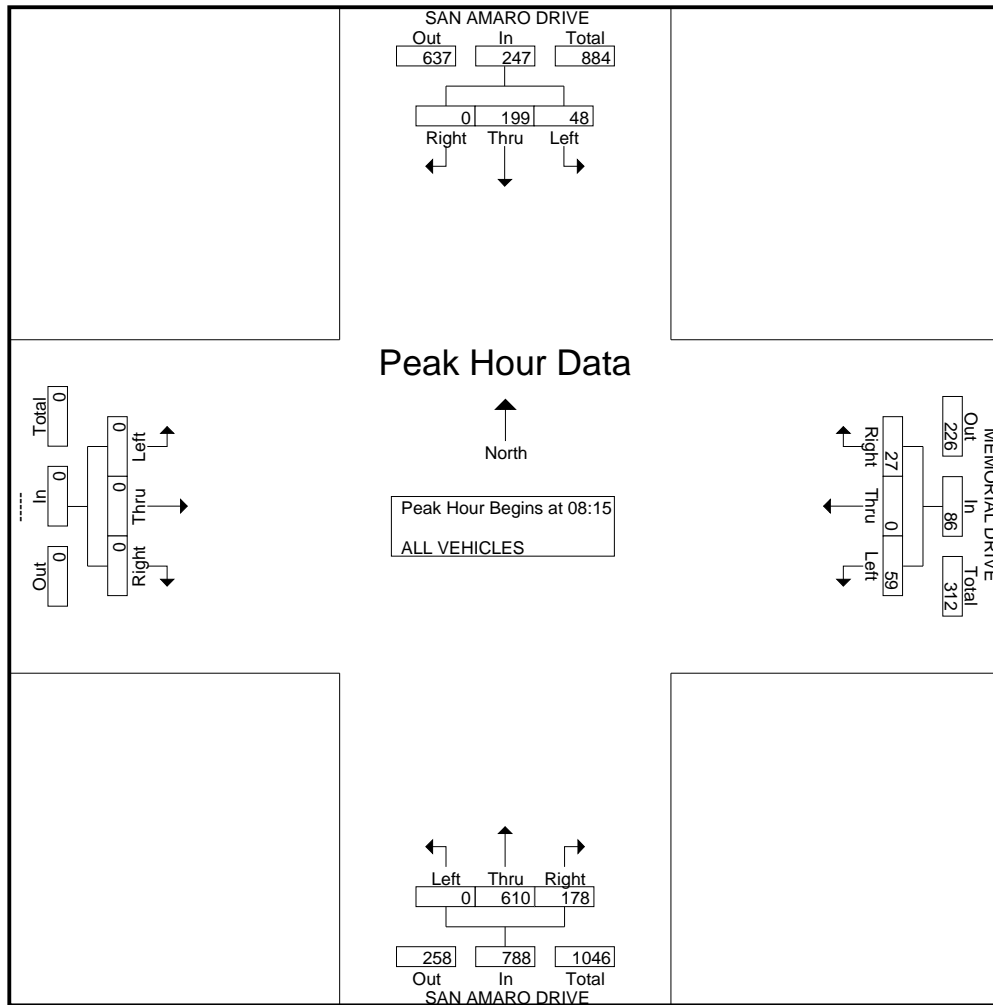 SAN AMARO DRIVE
Out In Total
637 247 884
0 199 48
Right Thru Left
Peak Hour Data
North
Peak Hour Begins at 08:15
ALL VEHICLES
Total In Out
0 0 0
-----
0 0 0
Left Thru Right
MEMORIAL DRIVE
Out In Total
226 86 312
27 0 59
Right Thru Left
Left Thru Right
0 610 178
258 788 1046
Out In Total
SAN AMARO DRIVE